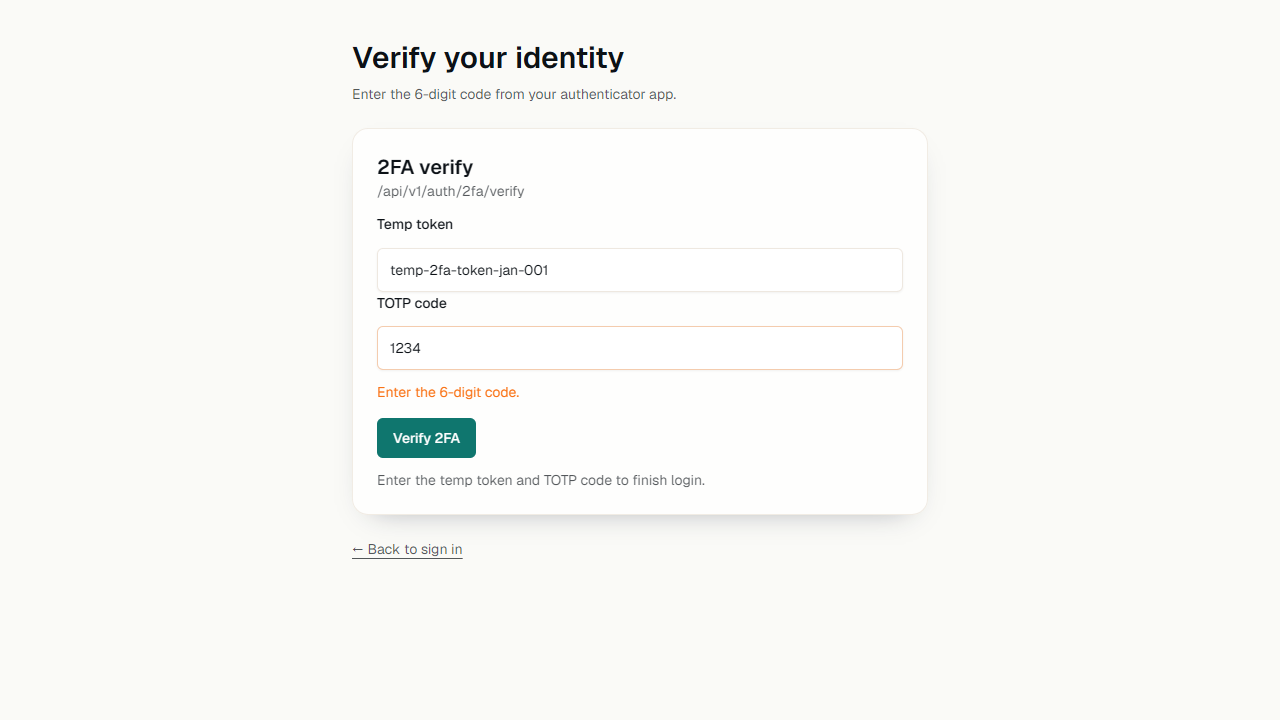 Verify your identity
Enter the 6-digit code from your authenticator app.
2FA verify
/api/v1/auth/2fa/verify
Temp token
temp-2fa-token-jan-001
TOTP code
1234
Enter the 6-digit code.
Verify 2FA
Enter the temp token and TOTP code to finish login.
← Back to sign in